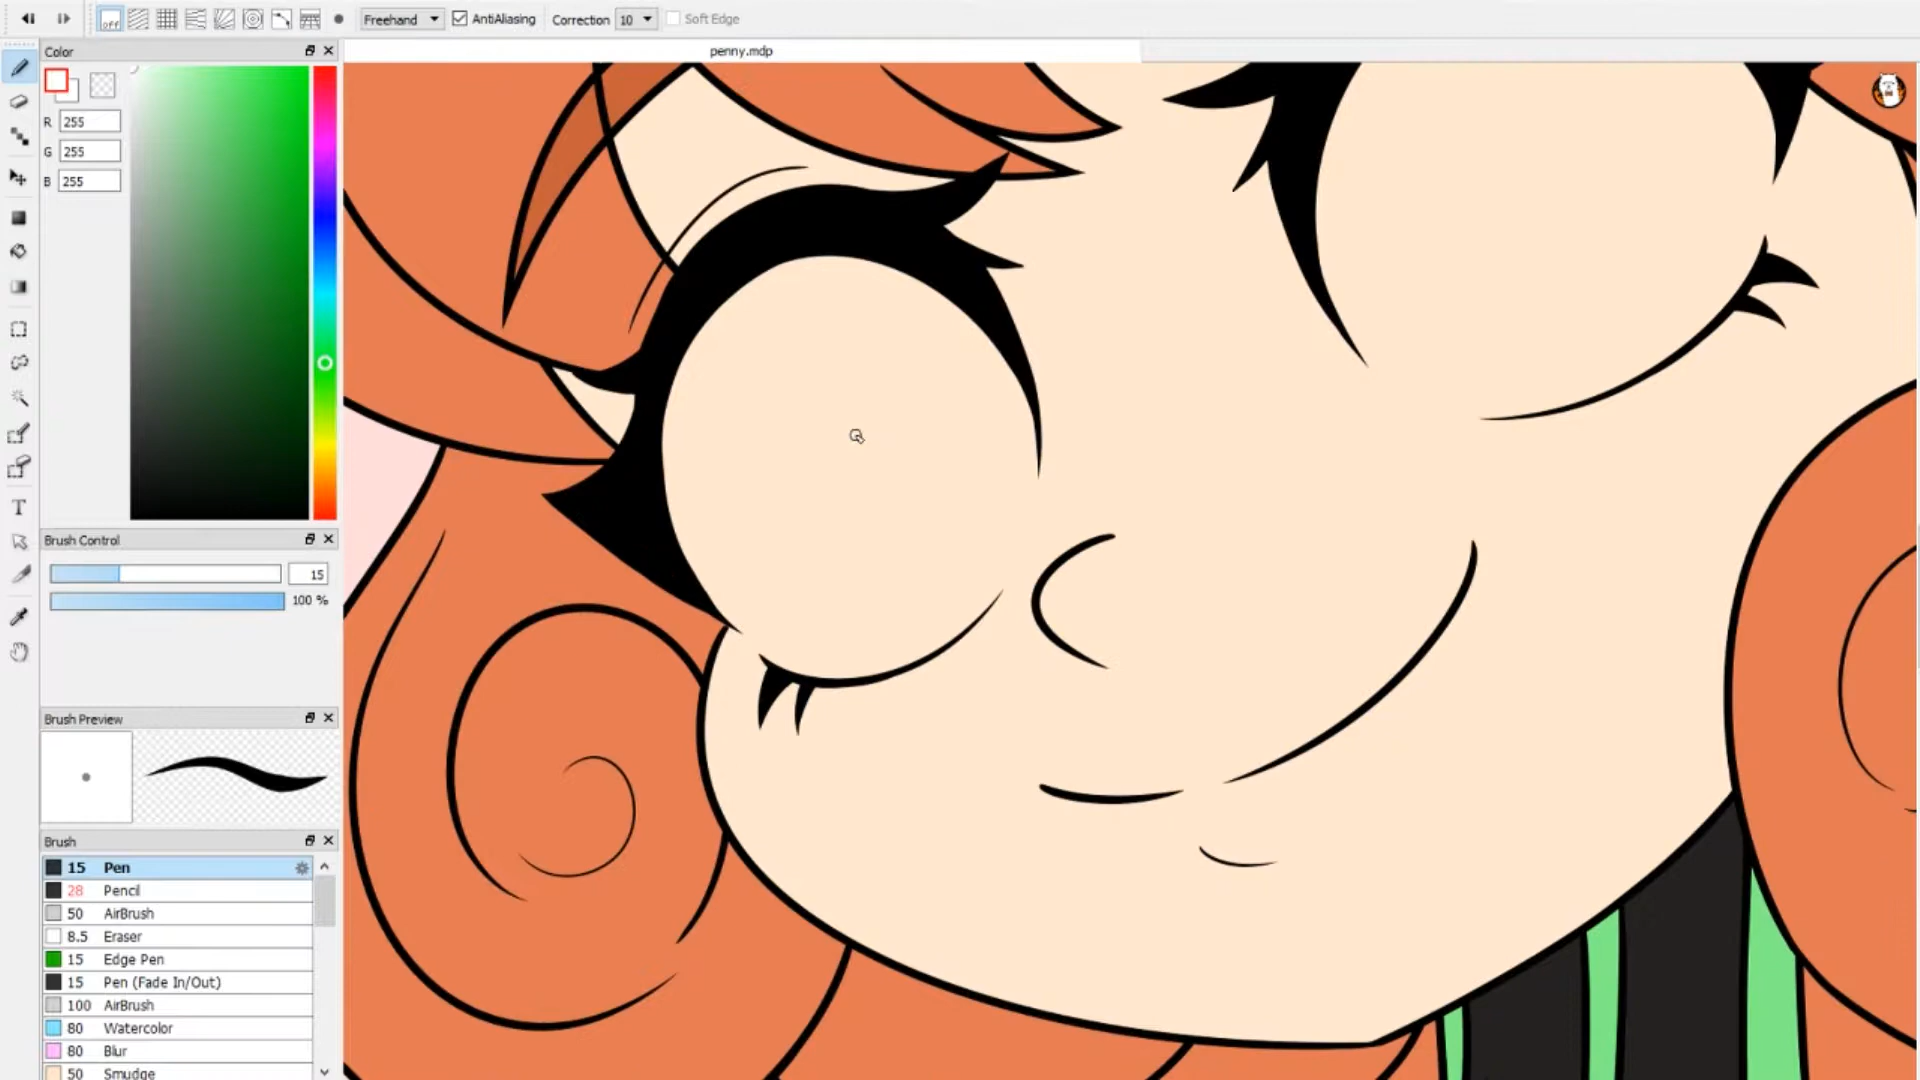 off Freehand AntiAliasing Correction 10 Soft Edge
Color
penny.mdp
R 255
G 255
B 255
T
Brush Control
15
100 %
Brush Preview
Brush
15 Pen
28 Pencil
50 AirBrush
8.5 Eraser
15 Edge Pen
15 Pen (Fade In/Out)
100 AirBrush
80 Watercolor
80 Blur
50 Smudge